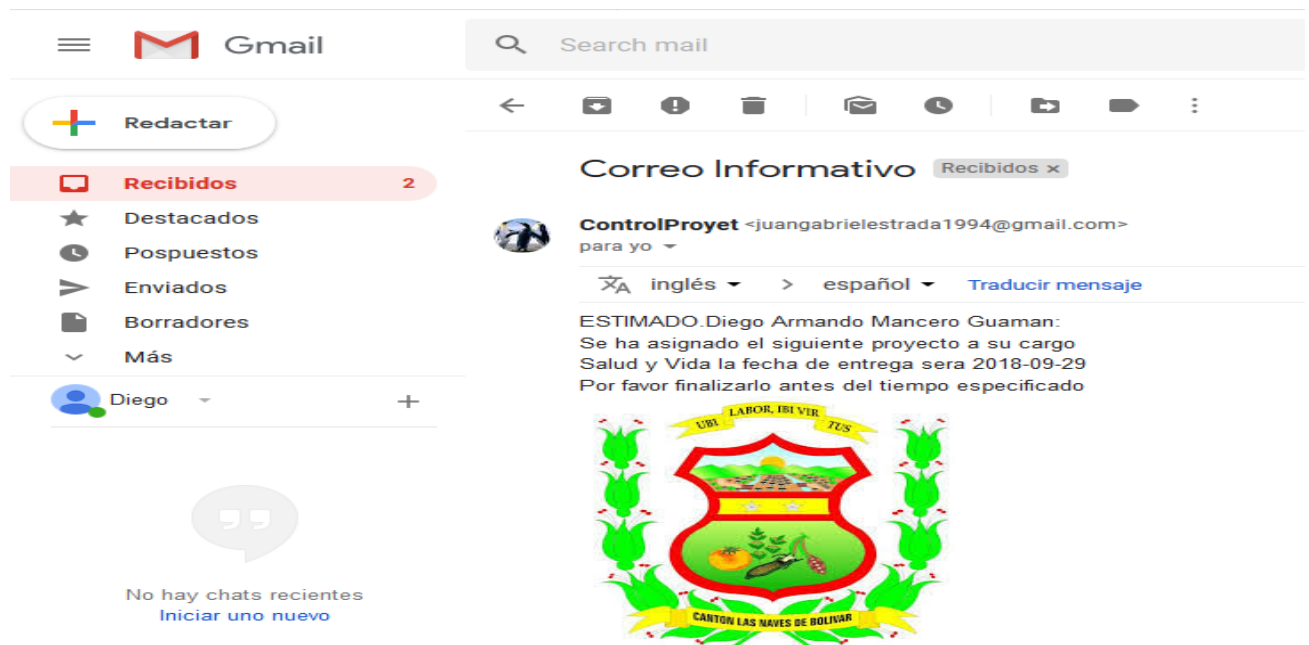 Gmail
Search mail
Redactar
Recibidos 2
Destacados
Pospuestos
Enviados
Borradores
Más
Diego
No hay chats recientes
Iniciar uno nuevo
Correo Informativo Recibidos x
ControlProyet <juangabrielestrada1994@gmail.com>
para yo
inglés > español Traducir mensaje
ESTIMADO.Diego Armando Mancero Guaman:
Se ha asignado el siguiente proyecto a su cargo
Salud y Vida la fecha de entrega sera 2018-09-29
Por favor finalizarlo antes del tiempo especificado
UBI LABOR, IBI VIR TUS
CANTON LAS NAVES DE BOLIVAR